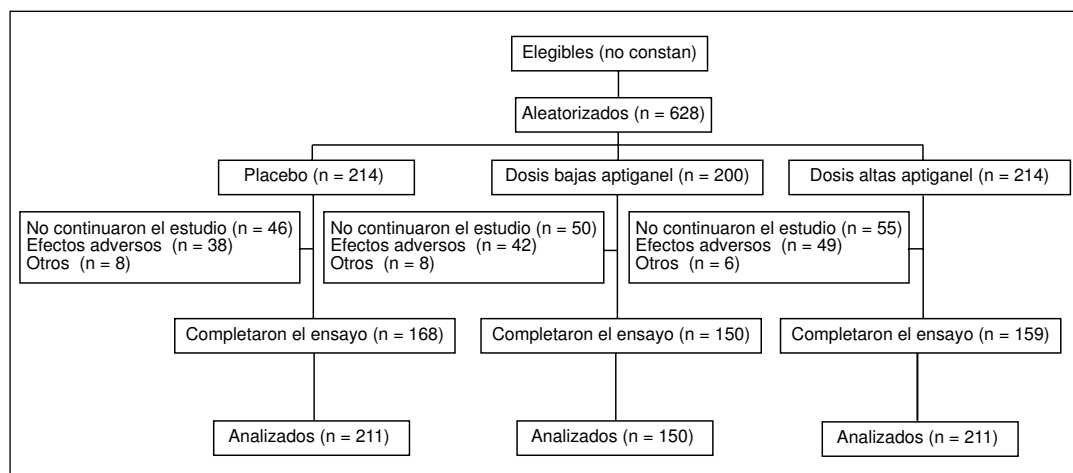 Elegibles (no constan)
Aleatorizados (n = 628)
Placebo (n = 214)
Dosis bajas aptiganel (n = 200)
Dosis altas aptiganel (n = 214)
No continuaron el estudio (n = 46)
Efectos adversos (n = 38)
Otros (n = 8)
No continuaron el estudio (n = 50)
Efectos adversos (n = 42)
Otros (n = 8)
No continuaron el estudio (n = 55)
Efectos adversos (n = 49)
Otros (n = 6)
Completaron el ensayo (n = 168)
Completaron el ensayo (n = 150)
Completaron el ensayo (n = 159)
Analizados (n = 211)
Analizados (n = 150)
Analizados (n = 211)